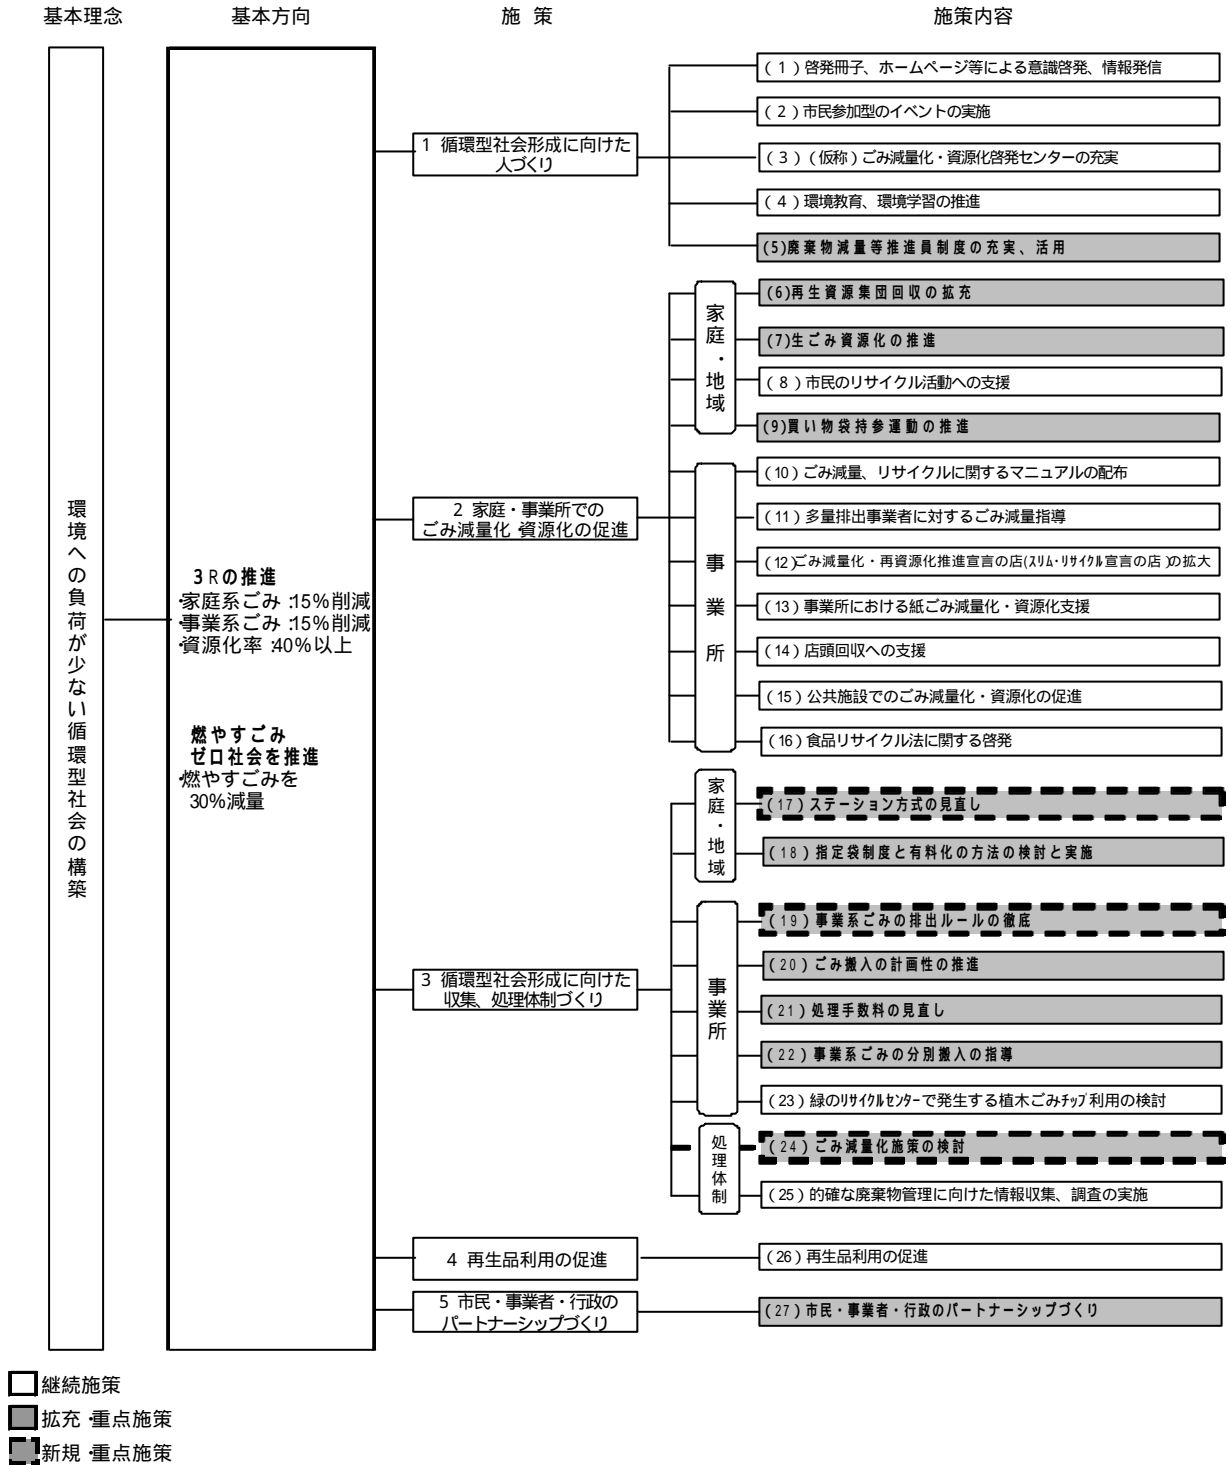 基本理念
基本方向
施 策
施策内容
環境への負荷が少ない循環型社会の構築
3Rの推進
・家庭系ごみ:15%削減
・事業系ごみ:15%削減
・資源化率:40%以上
燃やすごみ
ゼロ社会を推進
・燃やすごみを
30%減量
1 循環型社会形成に向けた
人づくり
(1)啓発冊子、ホームページ等による意識啓発、情報発信
(2)市民参加型のイベントの実施
(3)(仮称)ごみ減量化・資源化啓発センターの充実
(4)環境教育、環境学習の推進
(5)廃棄物減量等推進員制度の充実、活用
2 家庭・事業所での
ごみ減量化・資源化の促進
家庭・地域
(6)再生資源集団回収の拡充
(7)生ごみ資源化の推進
(8)市民のリサイクル活動への支援
(9)買い物袋持参運動の推進
事業所
(10)ごみ減量、リサイクルに関するマニュアルの配布
(11)多量排出事業者に対するごみ減量指導
(12)ごみ減量化・再資源化推進宣言の店(スリム・リサイクル宣言の店)の拡大
(13)事業所における紙ごみ減量化・資源化支援
(14)店頭回収への支援
(15)公共施設でのごみ減量化・資源化の促進
(16)食品リサイクル法に関する啓発
3 循環型社会形成に向けた
収集、処理体制づくり
家庭・地域
(17)ステーション方式の見直し
(18)指定袋制度と有料化の方法の検討と実施
事業所
(19)事業系ごみの排出ルールの徹底
(20)ごみ搬入の計画性の推進
(21)処理手数料の見直し
(22)事業系ごみの分別搬入の指導
(23)緑のリサイクルセンターで発生する植木ごみチップ利用の検討
処理体制
(24)ごみ減量化施策の検討
(25)的確な廃棄物管理に向けた情報収集、調査の実施
4 再生品利用の促進
(26)再生品利用の促進
5 市民・事業者・行政の
パートナーシップづくり
(27)市民・事業者・行政のパートナーシップづくり
継続施策
拡充・重点施策
新規・重点施策